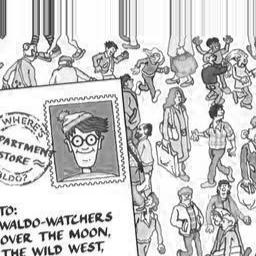 WHERE'S
DEPARTMENT
STORE
WALDO?
TO:
WALDO-WATCHERS
OVER THE MOON,
THE WILD WEST,